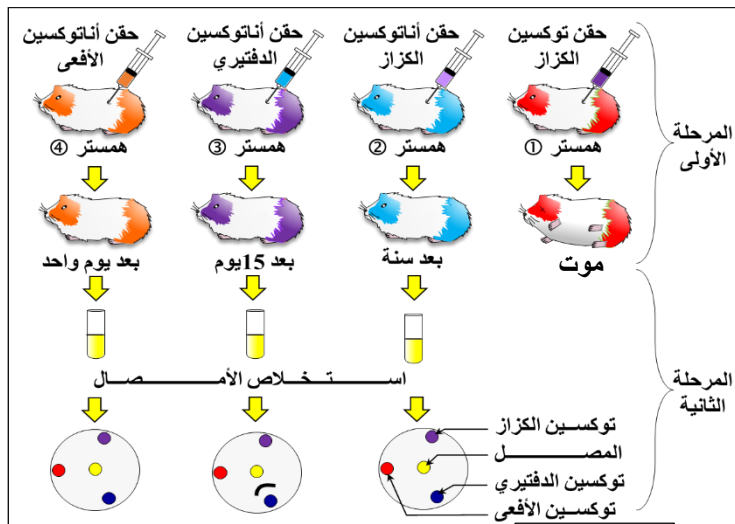 حقن توكسين
الكزاز
حقن أناتوكسين
الكزاز
حقن أناتوكسين
الدفتيري
حقن أناتوكسين
الأفعى
المرحلة
الأولى
همستر ①
همستر ②
همستر ③
همستر ④
موت
بعد سنة
بعد 15يوم
بعد يوم واحد
المرحلة
الثانية
استخلاص الأمصال
توكسين الكزاز
المصل
توكسين الدفتيري
توكسين الأفعى